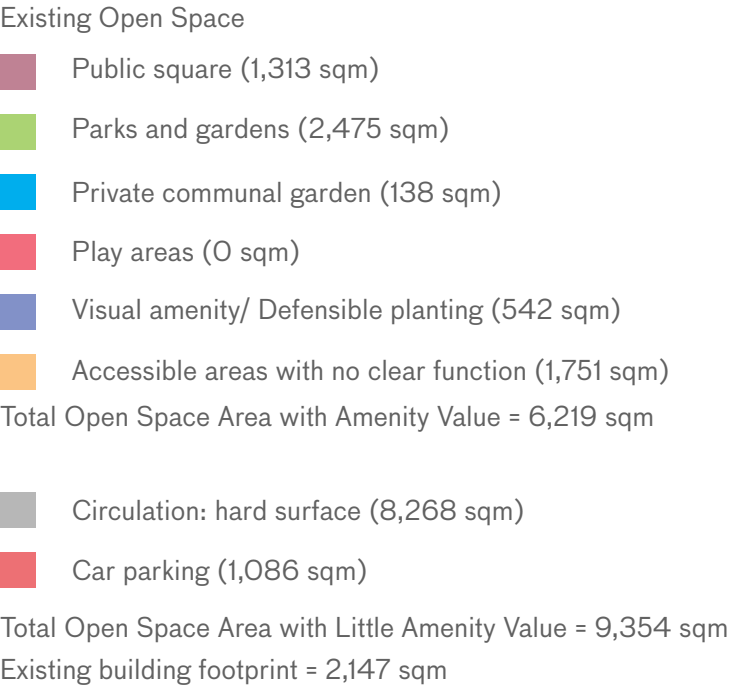 Existing Open Space
Public square (1,313 sqm)
Parks and gardens (2,475 sqm)
Private communal garden (138 sqm)
Play areas (0 sqm)
Visual amenity/ Defensible planting (542 sqm)
Accessible areas with no clear function (1,751 sqm)
Total Open Space Area with Amenity Value = 6,219 sqm
Circulation: hard surface (8,268 sqm)
Car parking (1,086 sqm)
Total Open Space Area with Little Amenity Value = 9,354 sqm
Existing building footprint = 2,147 sqm